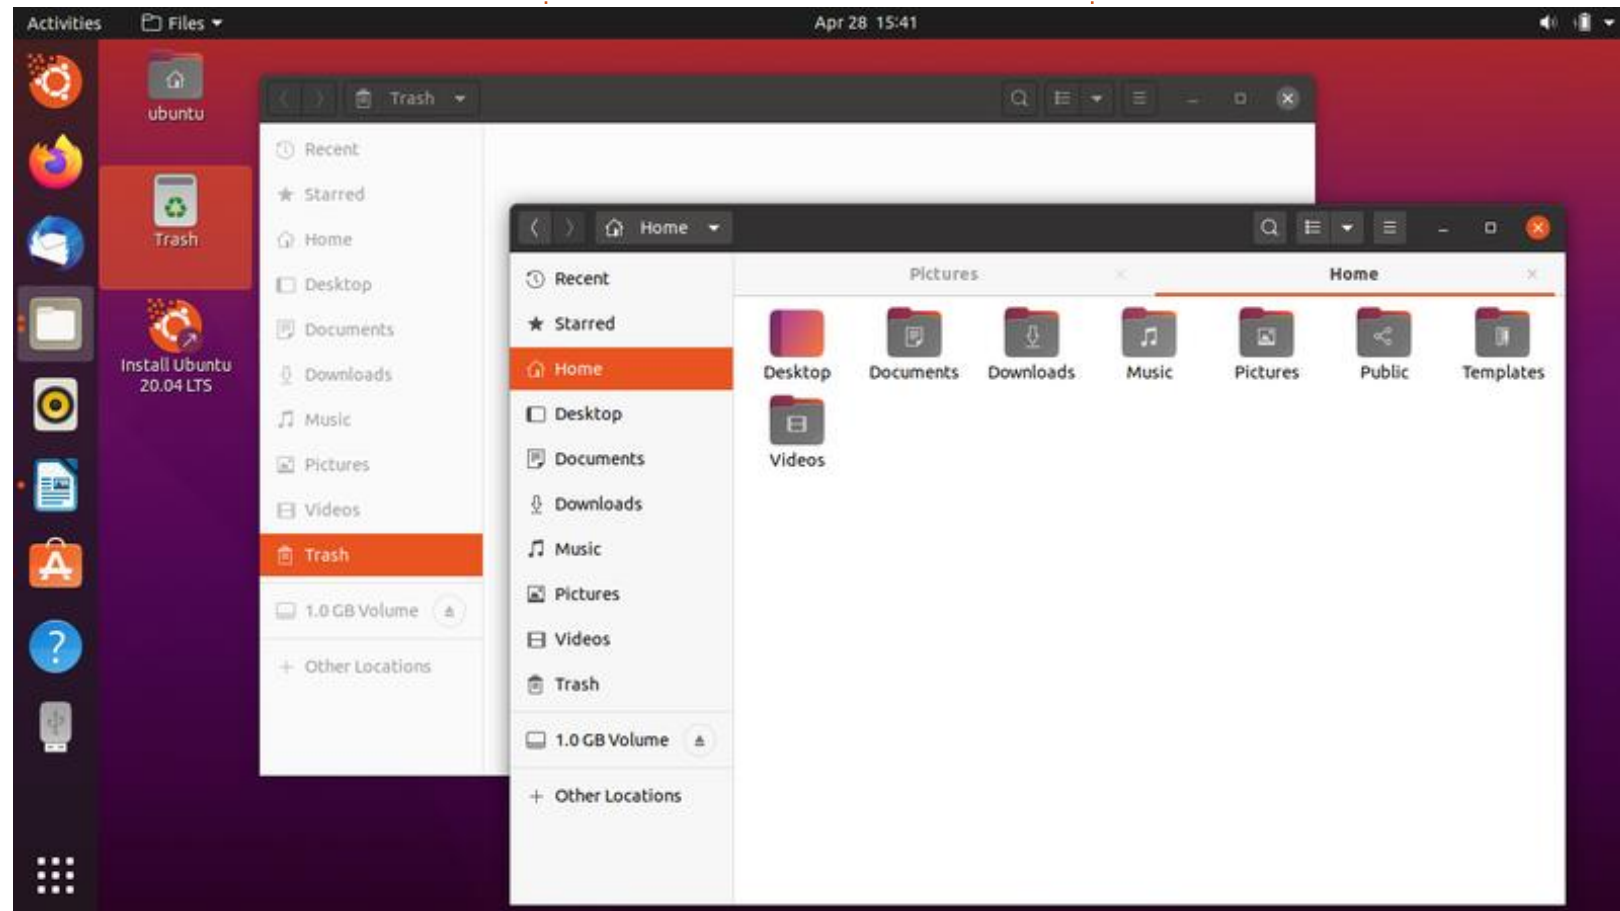 Activities Files Apr 28 15:41
ubuntu
Trash
Install Ubuntu
20.04 LTS
Trash
Recent
Starred
Home
Desktop
Documents
Downloads
Music
Pictures
Videos
Trash
1.0 GB Volume
Other Locations
Home
Recent
Starred
Home
Desktop
Documents
Downloads
Music
Pictures
Videos
Trash
1.0 GB Volume
Other Locations
Pictures Home
Desktop Documents Downloads Music Pictures Public Templates
Videos